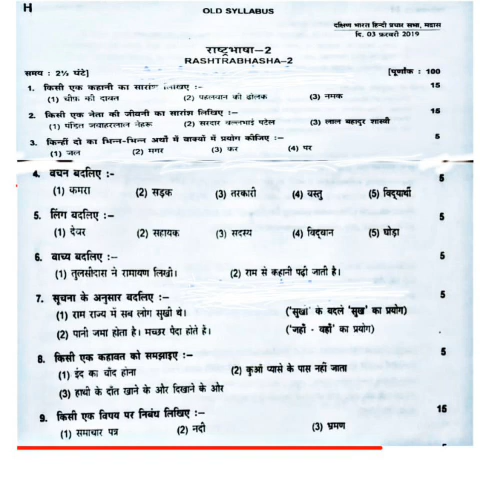 H
OLD SYLLABUS
दक्षिण भारत हिन्दी प्रचार सभा, मद्रास
दि. 03 फ़रवरी 2019
राष्ट्रभाषा–2
RASHTRABHASHA–2
समय : 2½ घंटे] [पूर्णांक : 100
1. किसी एक कहानी का सारांश लिखिए :– 15
(1) चीफ़ की दावत (2) पहलवान की ढोलक (3) नमक
2. किसी एक नेता की जीवनी का सारांश लिखिए :– 15
(1) पंडित जवाहरलाल नेहरू (2) सरदार वल्लभभाई पटेल (3) लाल बहादुर शास्त्री
3. किन्हीं दो का भिन्न-भिन्न अर्थों में वाक्यों में प्रयोग कीजिए :– 5
(1) जल (2) मगर (3) कर (4) पर
4. वचन बदलिए :– 5
(1) कमरा (2) सड़क (3) तरकारी (4) वस्तु (5) विद्यार्थी
5. लिंग बदलिए :– 5
(1) देवर (2) सहायक (3) सदस्य (4) विद्वान (5) घोड़ा
6. वाच्य बदलिए :– 5
(1) तुलसीदास ने रामायण लिखी। (2) राम से कहानी पढ़ी जाती है।
7. सूचना के अनुसार बदलिए :– 5
(1) राम राज्य में सब लोग सुखी थे। ('सुखी' के बदले 'सुख' का प्रयोग)
(2) पानी जमा होता है। मच्छर पैदा होते है। ('जहाँ - वहाँ' का प्रयोग)
8. किसी एक कहावत को समझाइए :– 5
(1) ईद का चाँद होना (2) कुआँ प्यासे के पास नहीं जाता
(3) हाथी के दाँत खाने के और दिखाने के और
9. किसी एक विषय पर निबंध लिखिए :– 15
(1) समाचार पत्र (2) नदी (3) भ्रमण